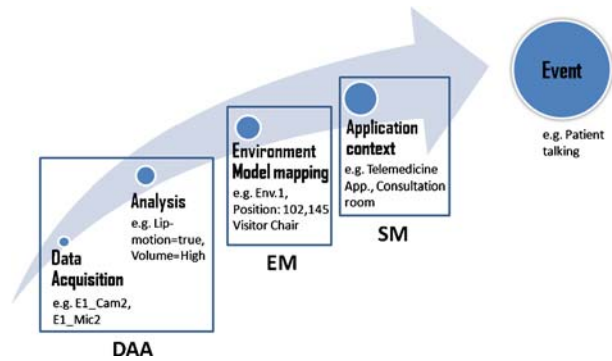 Data
Acquisition
e.g. E1_Cam2,
E1_Mic2
Analysis
e.g. Lip-
motion=true,
Volume=High
DAA
Environment
Model mapping
e.g. Env.1,
Position: 102,145
Visitor Chair
EM
Application
context
e.g. Telemedicine
App., Consultation
room
SM
Event
e.g. Patient
talking